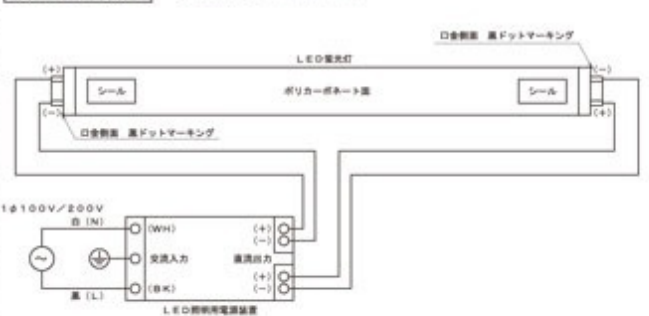 口金側面 黒ドットマーキング
LED蛍光灯
(+)
(-)
シール
ポリカーボネート面
シール
(-)
(+)
口金側面 黒ドットマーキング
1φ100V/200V
白(N)
(WH)
(+)
(-)
交流入力
直流出力
(+)
(-)
(BK)
黒(L)
LED照明用電源装置